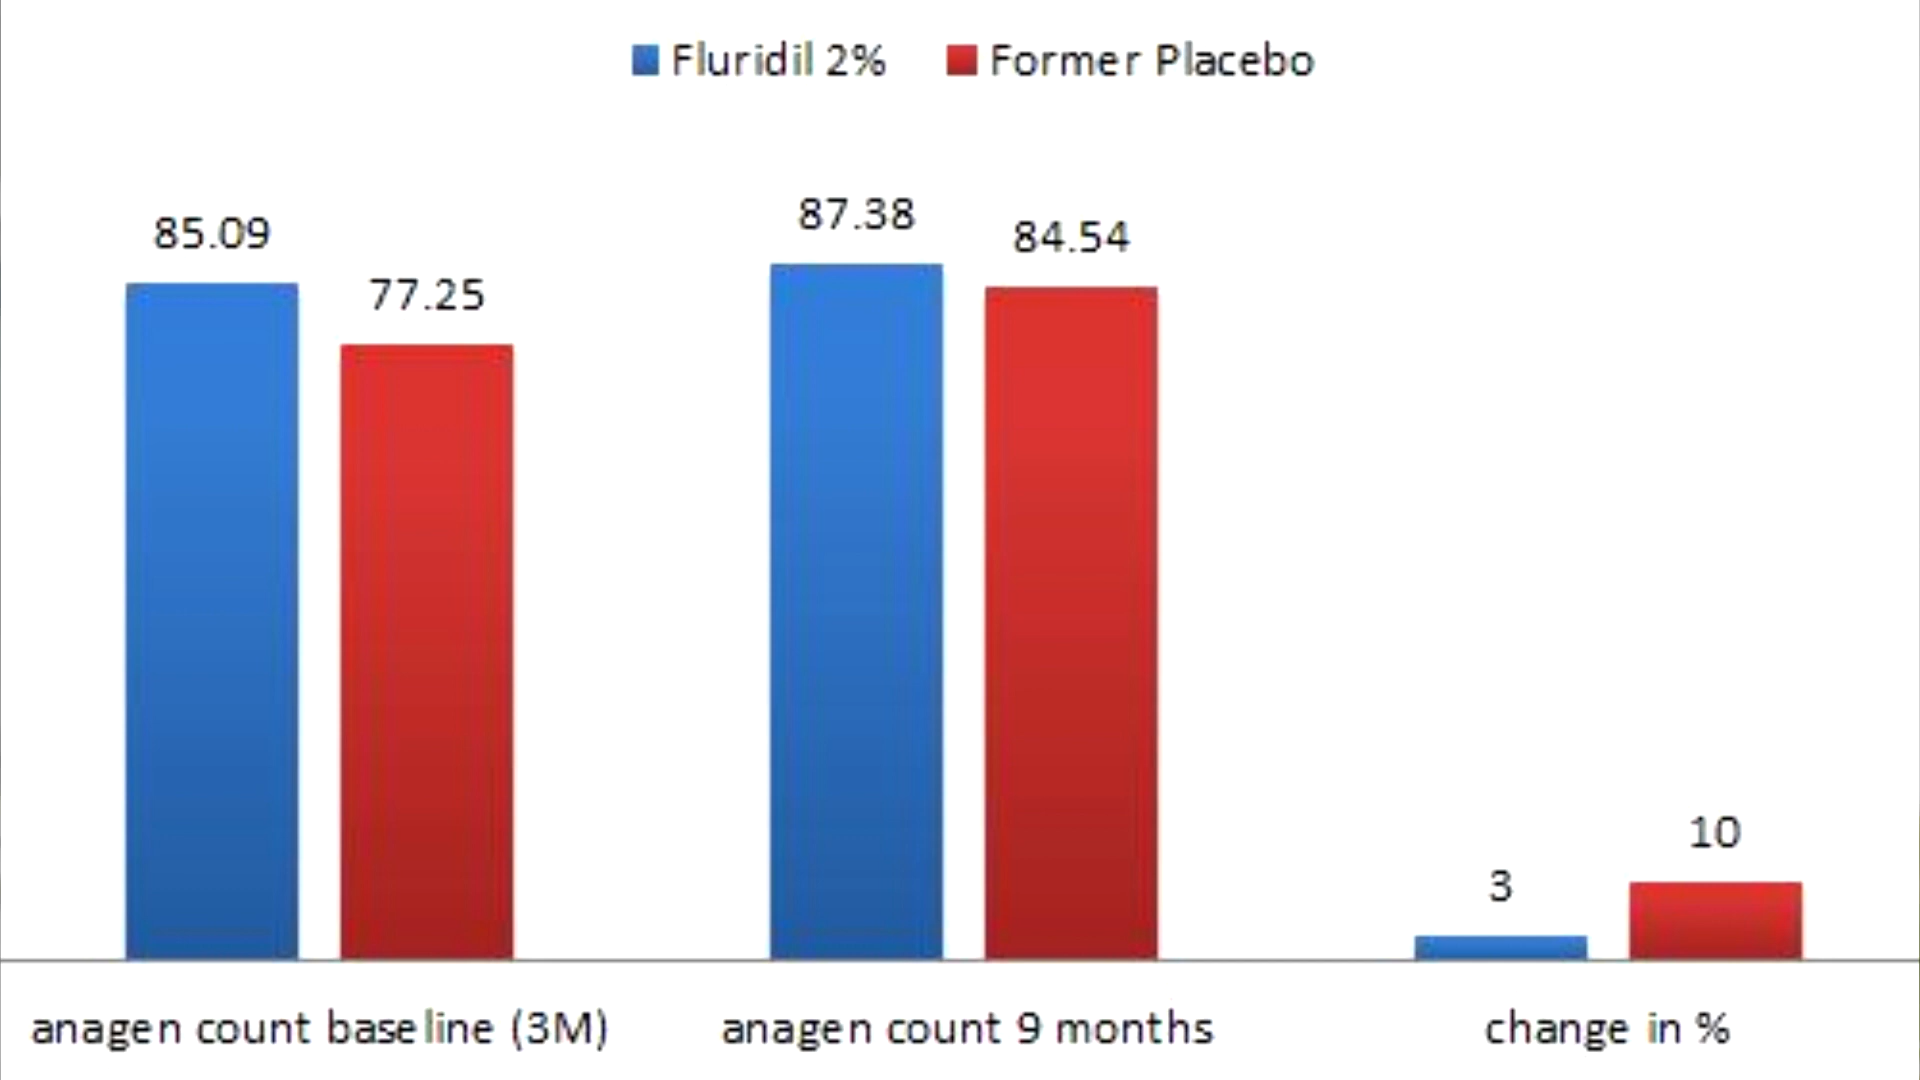 Fluridil 2% Former Placebo
85.09
77.25
87.38
84.54
3
10
anagen count baseline (3M)
anagen count 9 months
change in %